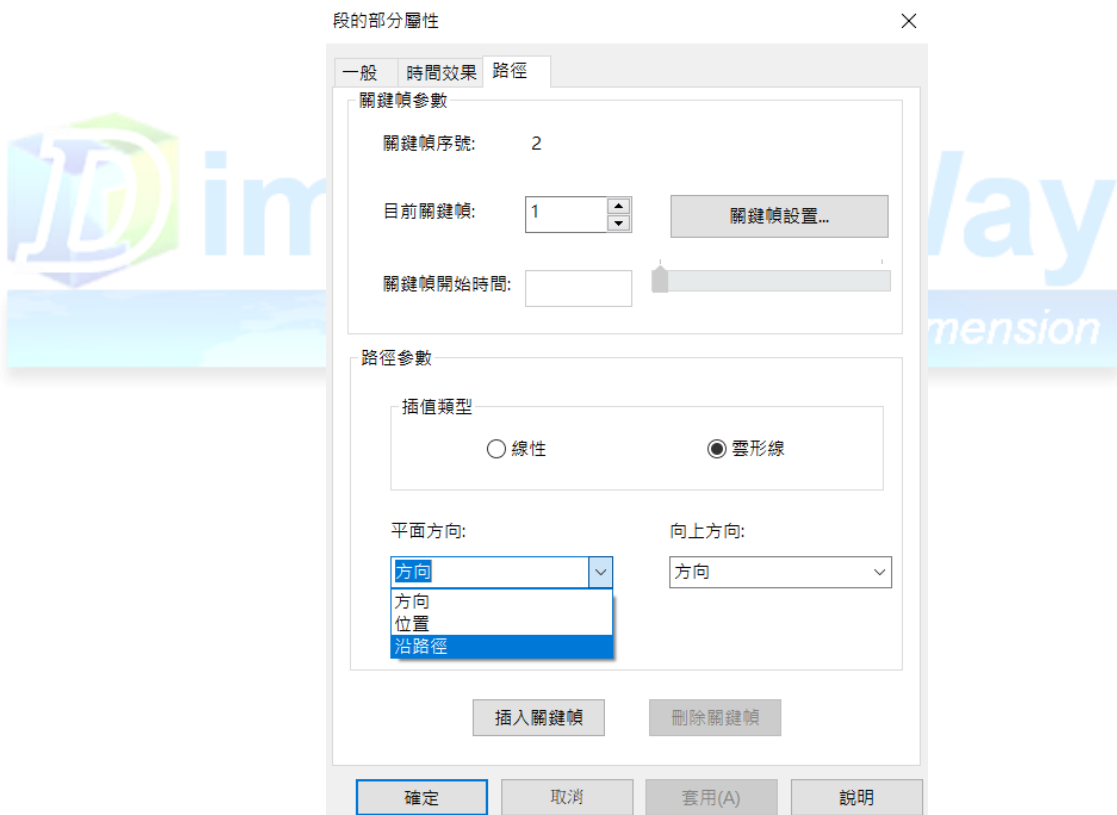 段的部分屬性
一般 時間效果 路徑
關鍵幀參數
關鍵幀序號: 2
目前關鍵幀: 1 關鍵幀設置...
關鍵幀開始時間:
D im Way
mension
路徑參數
插值類型
線性 雲形線
平面方向: 向上方向:
方向 方向
方向
位置
沿路徑
插入關鍵幀 刪除關鍵幀
確定 取消 套用(A) 說明